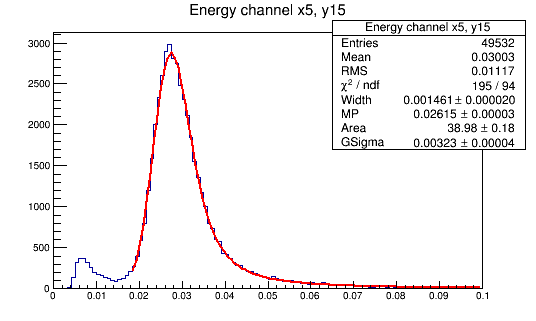 Energy channel x5, y15
Energy channel x5, y15
Entries 49532
Mean 0.03003
RMS 0.01117
χ² / ndf 195 / 94
Width 0.001461 ± 0.000020
MP 0.02615 ± 0.00003
Area 38.98 ± 0.18
GSigma 0.00323 ± 0.00004
3000
2500
2000
1500
1000
500
0
0 0.01 0.02 0.03 0.04 0.05 0.06 0.07 0.08 0.09 0.1